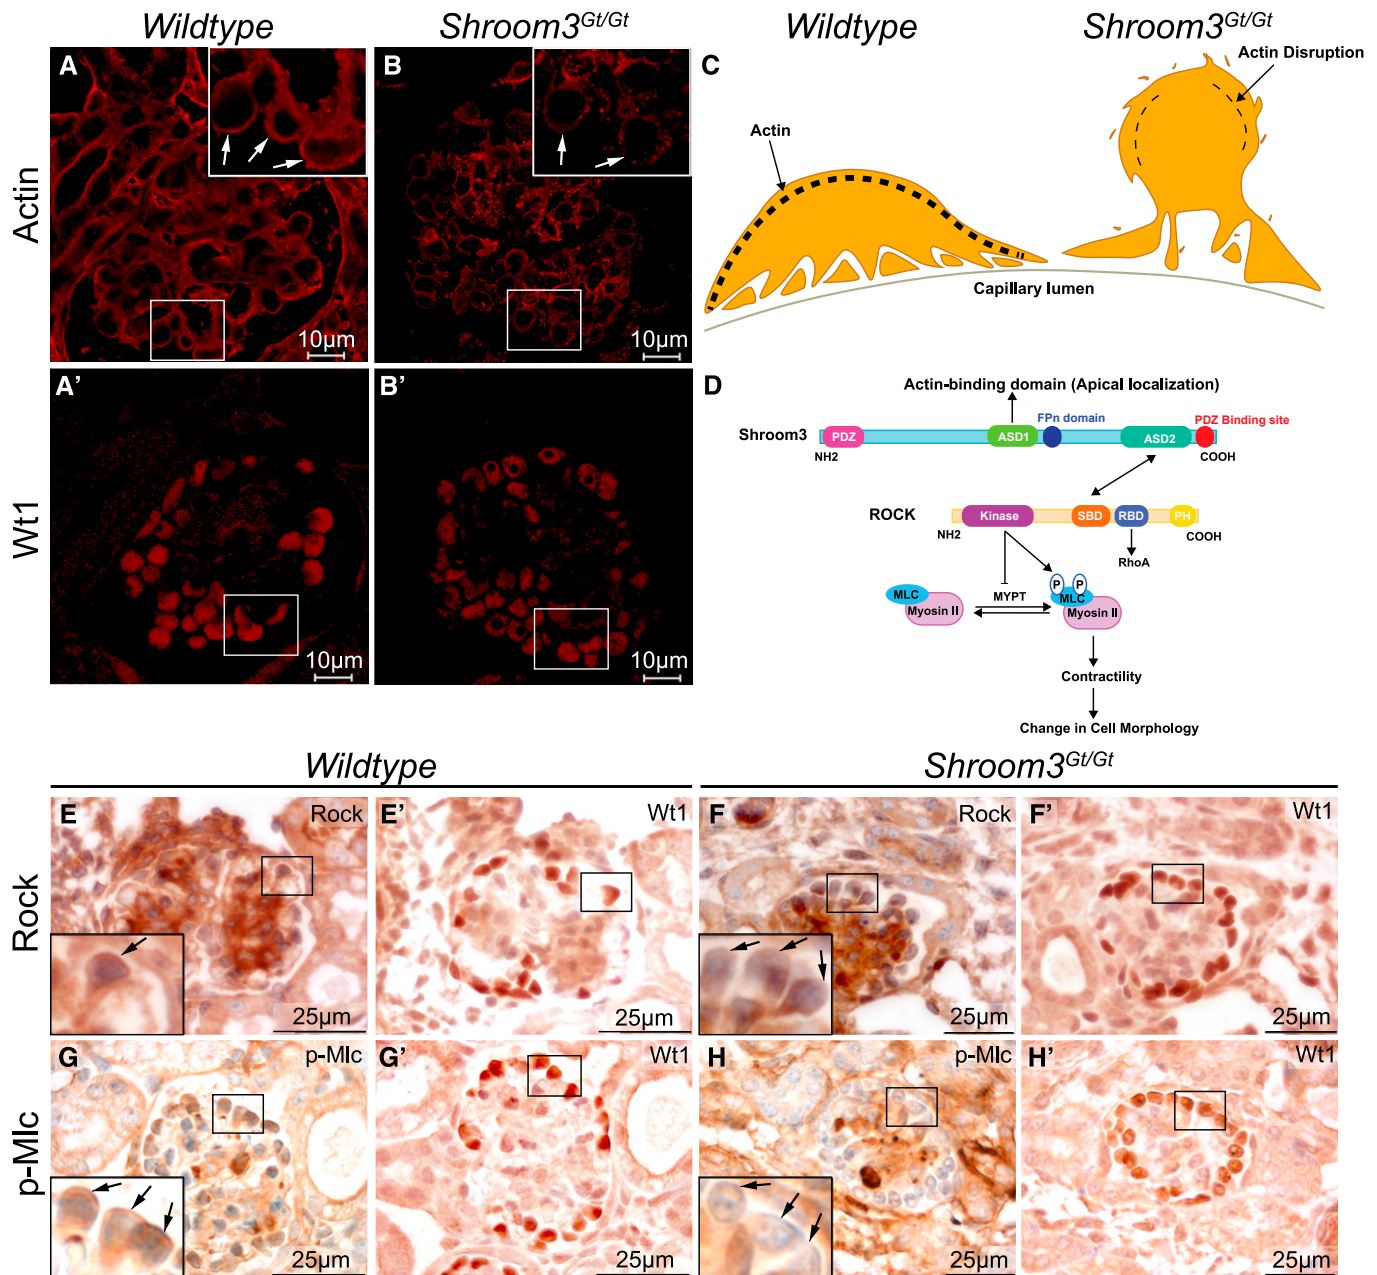 Wildtype
Shroom3Gt/Gt
Wildtype
Shroom3Gt/Gt
Actin
A
10µm
B
10µm
C
Actin
Actin Disruption
Capillary lumen
Wt1
A'
10µm
B'
10µm
D
Actin-binding domain (Apical localization)
FPn domain
PDZ Binding site
Shroom3
PDZ
ASD1
ASD2
NH2
COOH
ROCK
Kinase
SBD
RBD
PH
NH2
COOH
RhoA
P
P
MLC
MYPT
MLC
Myosin II
Myosin II
Contractility
Change in Cell Morphology
Wildtype
Shroom3Gt/Gt
Rock
E
Rock
25µm
E'
Wt1
25µm
F
Rock
25µm
F'
Wt1
25µm
p-Mlc
G
p-Mlc
25µm
G'
Wt1
25µm
H
p-Mlc
25µm
H'
Wt1
25µm